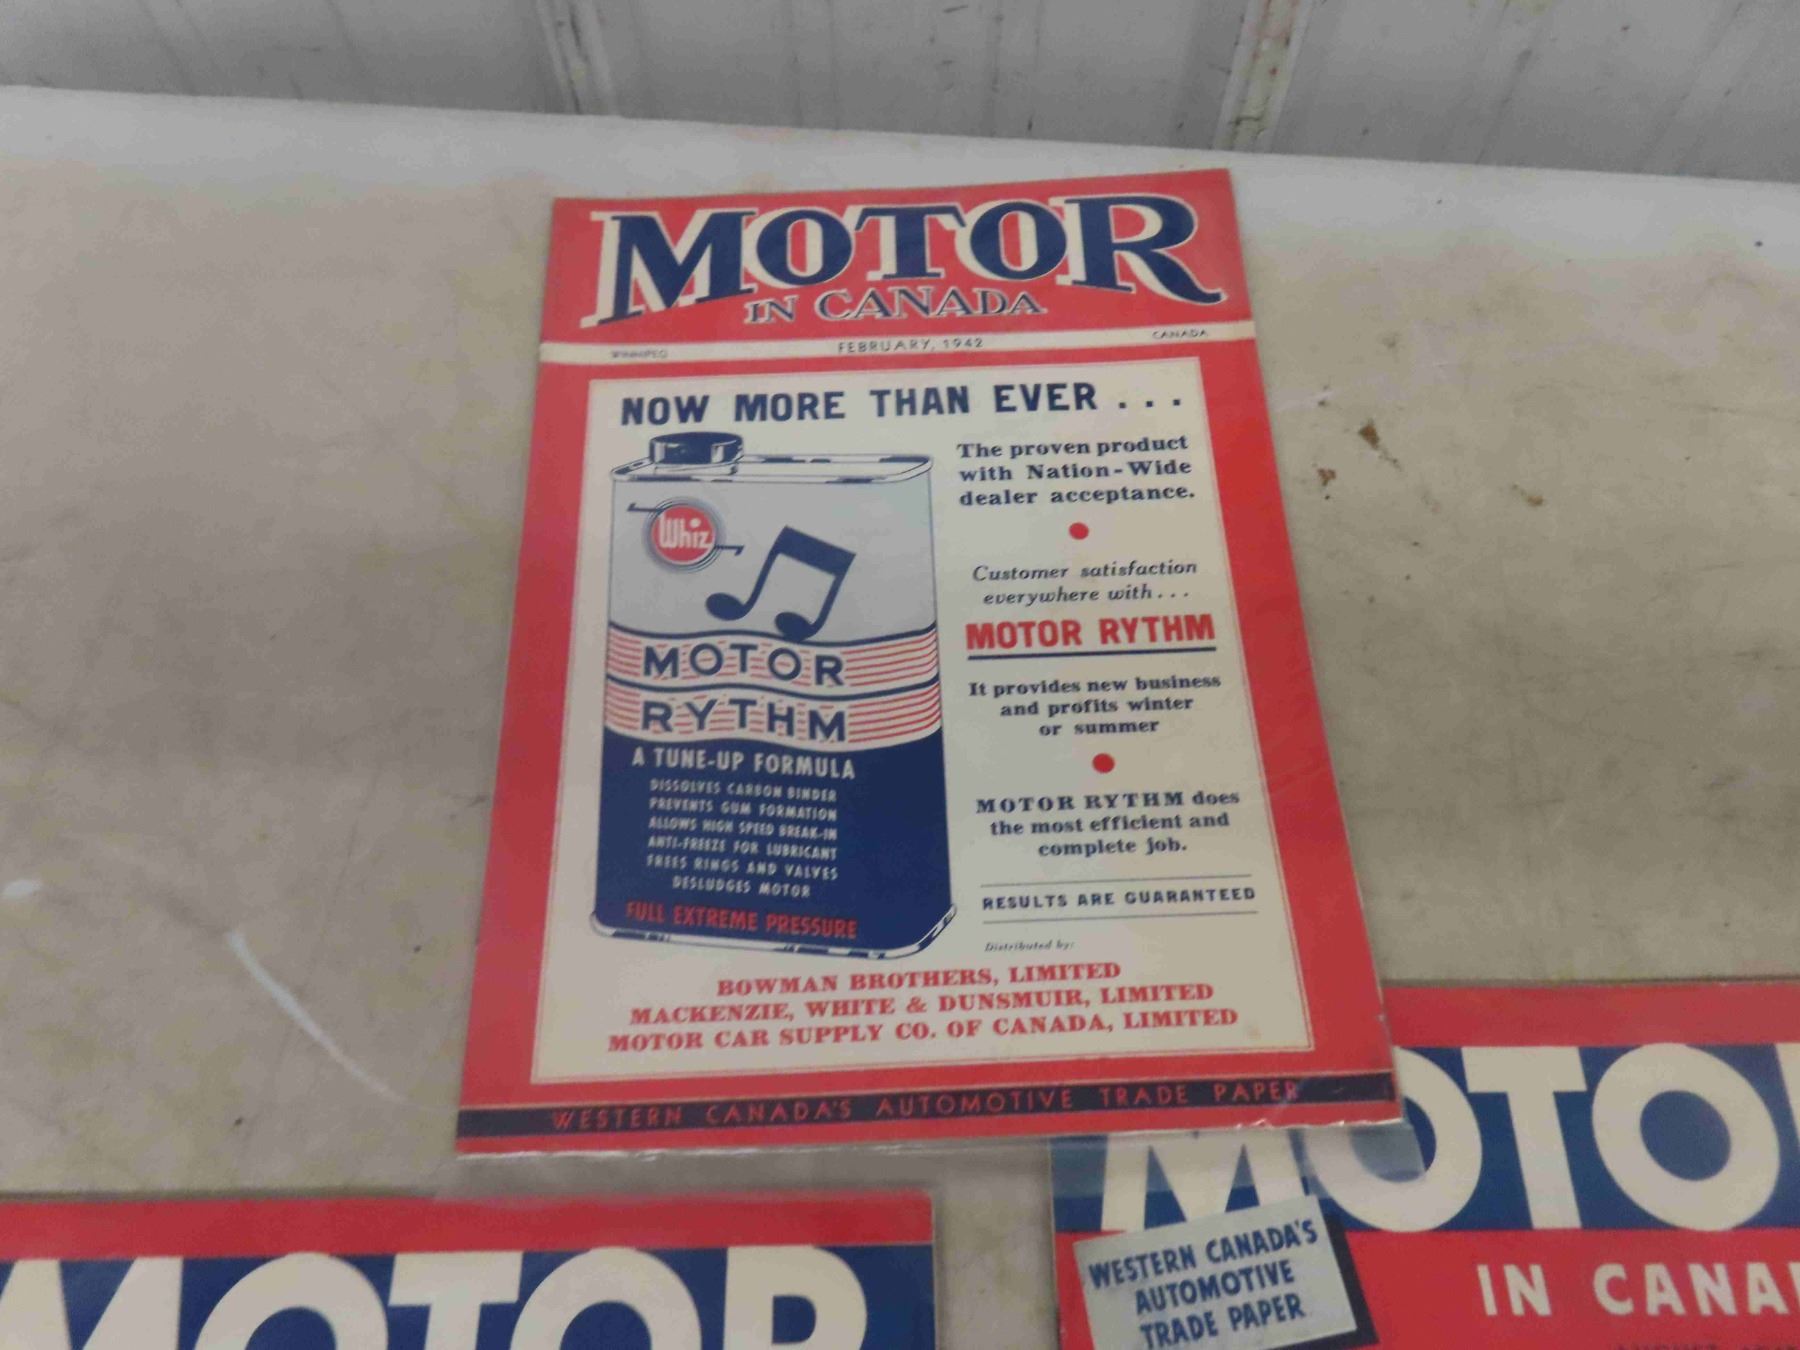 MOTOR
IN CANADA
WINNIPEG
FEBRUARY, 1942
CANADA
NOW MORE THAN EVER . . .
Whiz
MOTOR
RYTHM
A TUNE-UP FORMULA
DISSOLVES CARBON BINDER
PREVENTS GUM FORMATION
ALLOWS HIGH SPEED BREAK-IN
ANTI-FREEZE FOR LUBRICANT
FREES RINGS AND VALVES
DESLUDGES MOTOR
FULL EXTREME PRESSURE
The proven product
with Nation-Wide
dealer acceptance.
Customer satisfaction
everywhere with . . .
MOTOR RYTHM
It provides new business
and profits winter
or summer
MOTOR RYTHM does
the most efficient and
complete job.
RESULTS ARE GUARANTEED
Distributed by:
BOWMAN BROTHERS, LIMITED
MACKENZIE, WHITE & DUNSMUIR, LIMITED
MOTOR CAR SUPPLY CO. OF CANADA, LIMITED
WESTERN CANADA'S AUTOMOTIVE TRADE PAPER
MOTOR
MOTOR
WESTERN CANADA'S
AUTOMOTIVE
TRADE PAPER
IN CANA